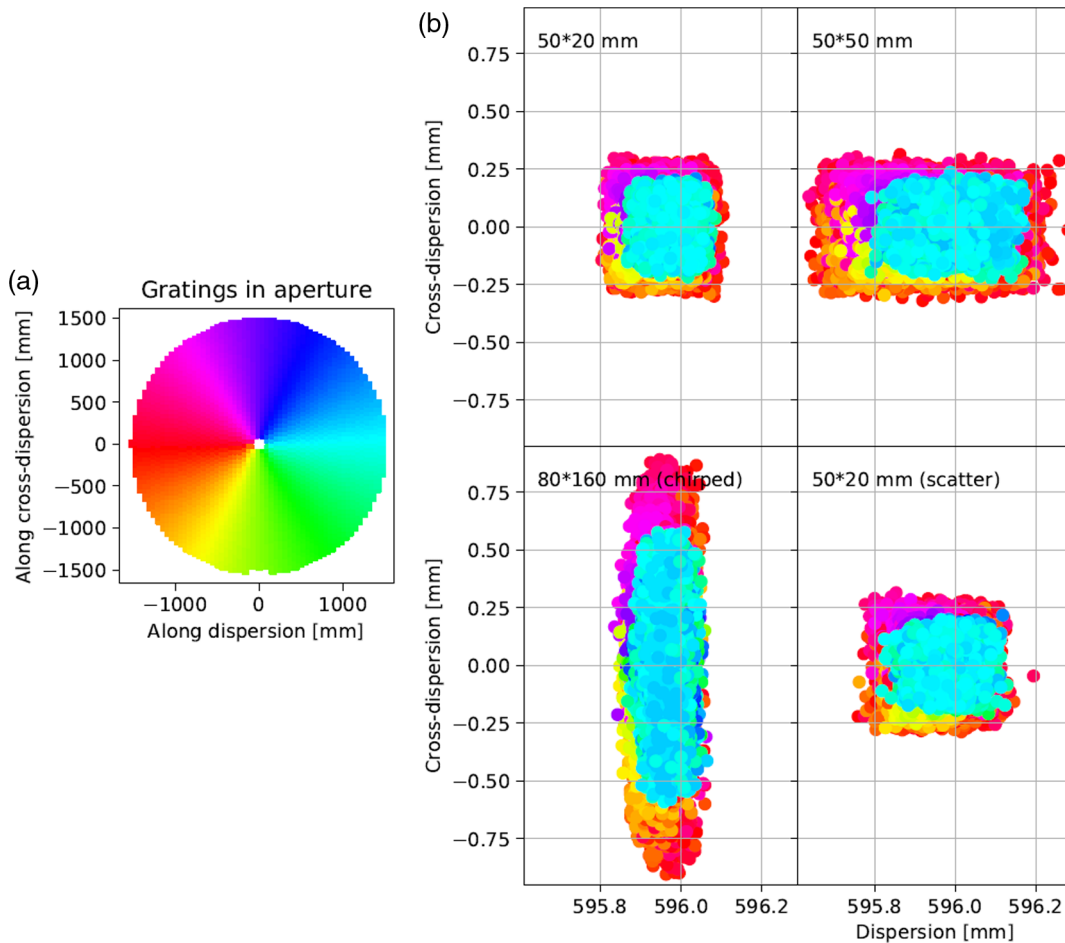 (a)
Gratings in aperture
1500
1000
500
0
−500
−1000
−1500
Along cross-dispersion [mm]
−1000 0 1000
Along dispersion [mm]
(b)
50*20 mm
50*50 mm
0.75
0.50
0.25
0.00
−0.25
−0.50
−0.75
Cross-dispersion [mm]
80*160 mm (chirped)
50*20 mm (scatter)
0.75
0.50
0.25
0.00
−0.25
−0.50
−0.75
Cross-dispersion [mm]
595.8 596.0 596.2
595.8 596.0 596.2
Dispersion [mm]